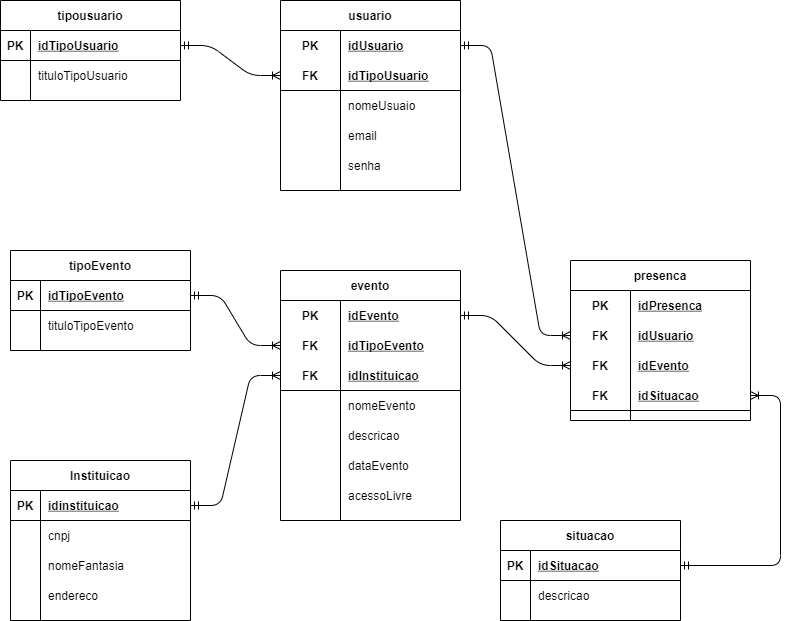 tipousuario
PK idTipoUsuario
tituloTipoUsuario
usuario
PK idUsuario
FK idTipoUsuario
nomeUsuaio
email
senha
tipoEvento
PK idTipoEvento
tituloTipoEvento
evento
PK idEvento
FK idTipoEvento
FK idInstituicao
nomeEvento
descricao
dataEvento
acessoLivre
presenca
PK idPresenca
FK idUsuario
FK idEvento
FK idSituacao
Instituicao
PK idinstituicao
cnpj
nomeFantasia
endereco
situacao
PK idSituacao
descricao